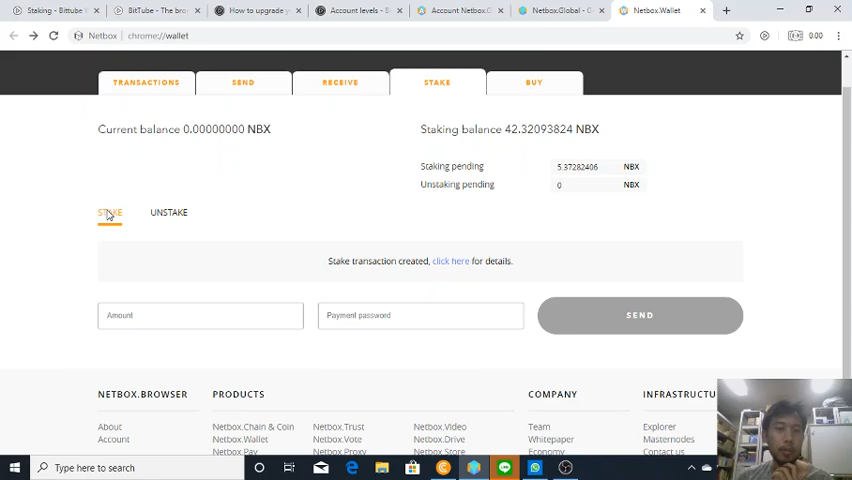 Staking - Bittube
BitTube - The bro
How to upgrade y
Account levels - B
Account Netbox.G
Netbox.Global - G
Netbox.Wallet
Netbox chrome://wallet 0.00
TRANSACTIONS SEND RECEIVE STAKE BUY
Current balance 0.00000000 NBX Staking balance 42.32093824 NBX
Staking pending 5.37282406 NBX
Unstaking pending 0 NBX
STAKE UNSTAKE
Stake transaction created, click here for details.
Amount Payment password SEND
NETBOX.BROWSER PRODUCTS COMPANY INFRASTRUCTU
About Netbox.Chain & Coin Netbox.Trust Netbox.Video Team Explorer
Account Netbox.Wallet Netbox.Vote Netbox.Drive Whitepaper Masternodes
Netbox.Pay Netbox.Proxy Netbox.Store Economy Contact us
Type here to search